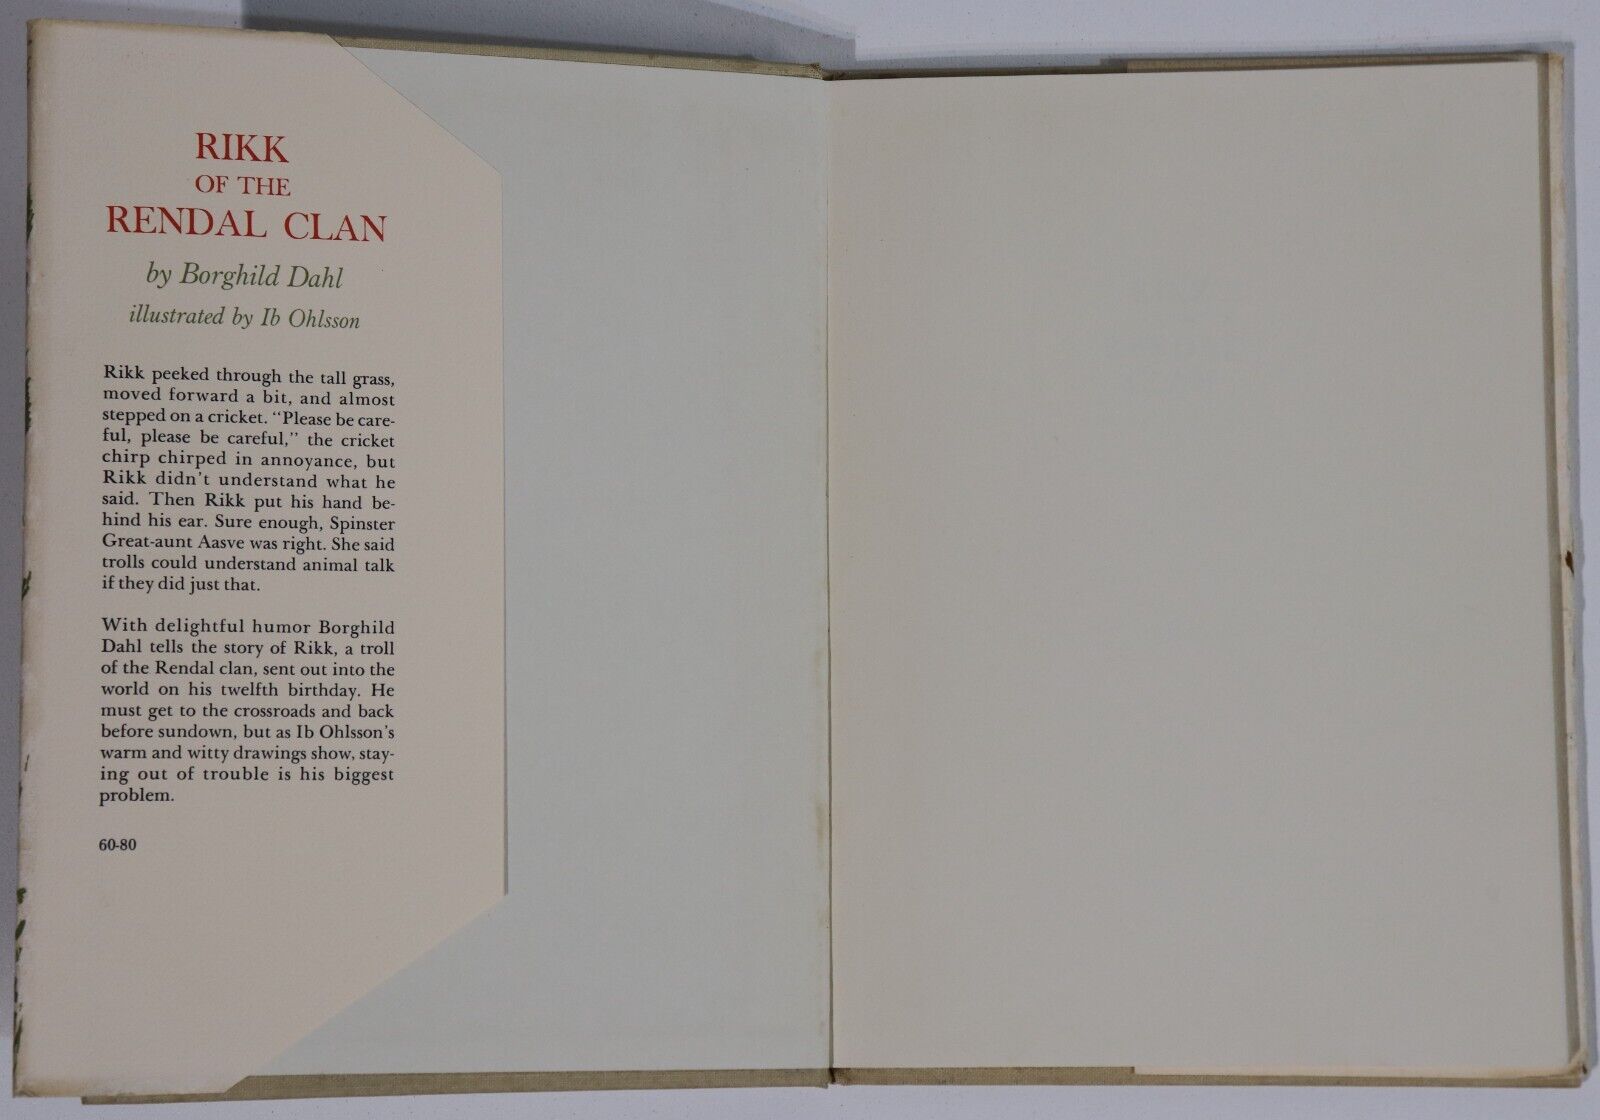 RIKK
OF THE
RENDAL CLAN
by Borghild Dahl
illustrated by Ib Ohlsson
Rikk peeked through the tall grass,
moved forward a bit, and almost
stepped on a cricket. "Please be care-
ful, please be careful," the cricket
chirp chirped in annoyance, but
Rikk didn't understand what he
said. Then Rikk put his hand be-
hind his ear. Sure enough, Spinster
Great-aunt Aasve was right. She said
trolls could understand animal talk
if they did just that.
With delightful humor Borghild
Dahl tells the story of Rikk, a troll
of the Rendal clan, sent out into the
world on his twelfth birthday. He
must get to the crossroads and back
before sundown, but as Ib Ohlsson's
warm and witty drawings show, stay-
ing out of trouble is his biggest
problem.
60-80